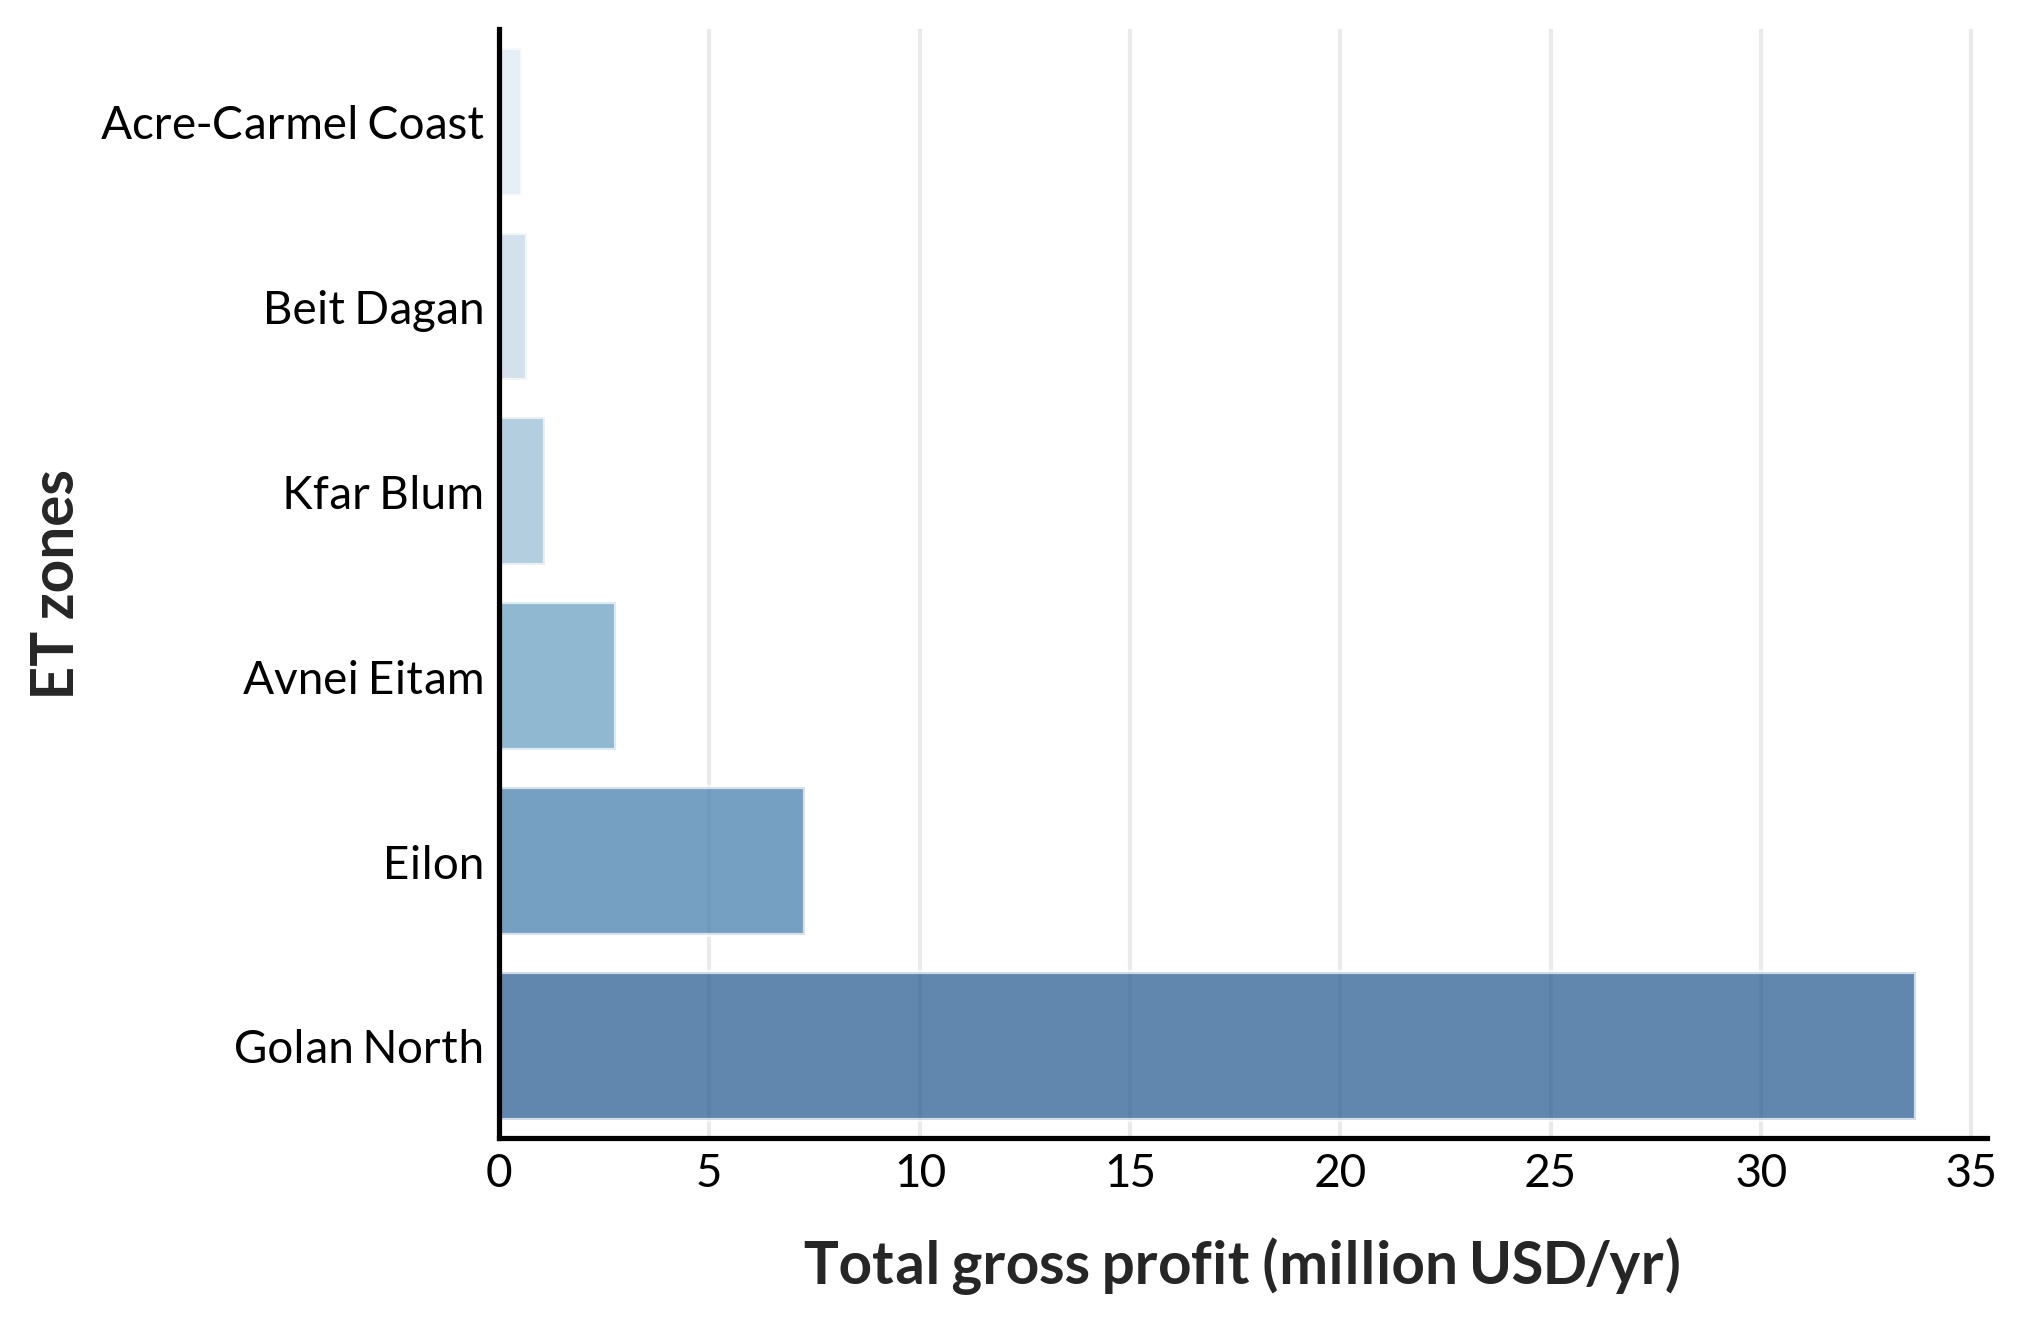 Acre-Carmel Coast
Beit Dagan
Kfar Blum
Avnei Eitam
Eilon
Golan North
ET zones
0 5 10 15 20 25 30 35
Total gross profit (million USD/yr)